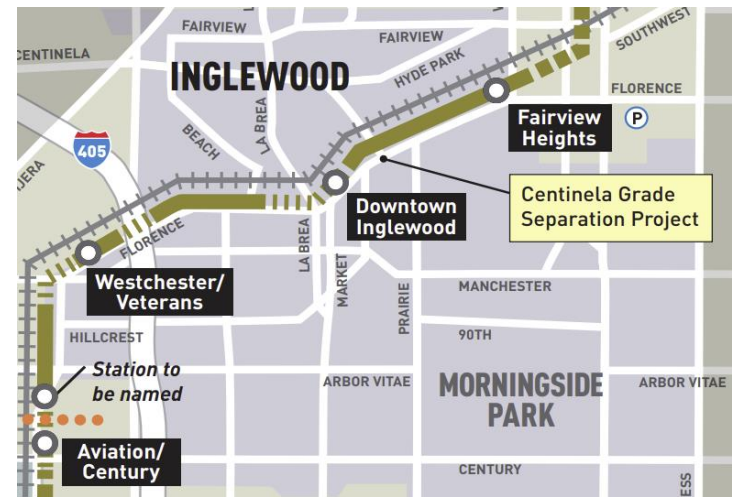 FAIRVIEW
FAIRVIEW
SOUTHWEST
CENTINELA
INGLEWOOD
HYDE PARK
LA BREA
FLORENCE
BEACH
Fairview
Heights
P
405
Centinela Grade
Separation Project
Downtown
Inglewood
FLORENCE
LA BREA
MARKET
PRAIRIE
Westchester/
Veterans
MANCHESTER
HILLCREST
90TH
Station to
be named
ARBOR VITAE
MORNINGSIDE
PARK
ARBOR VITAE
Aviation/
Century
CENTURY